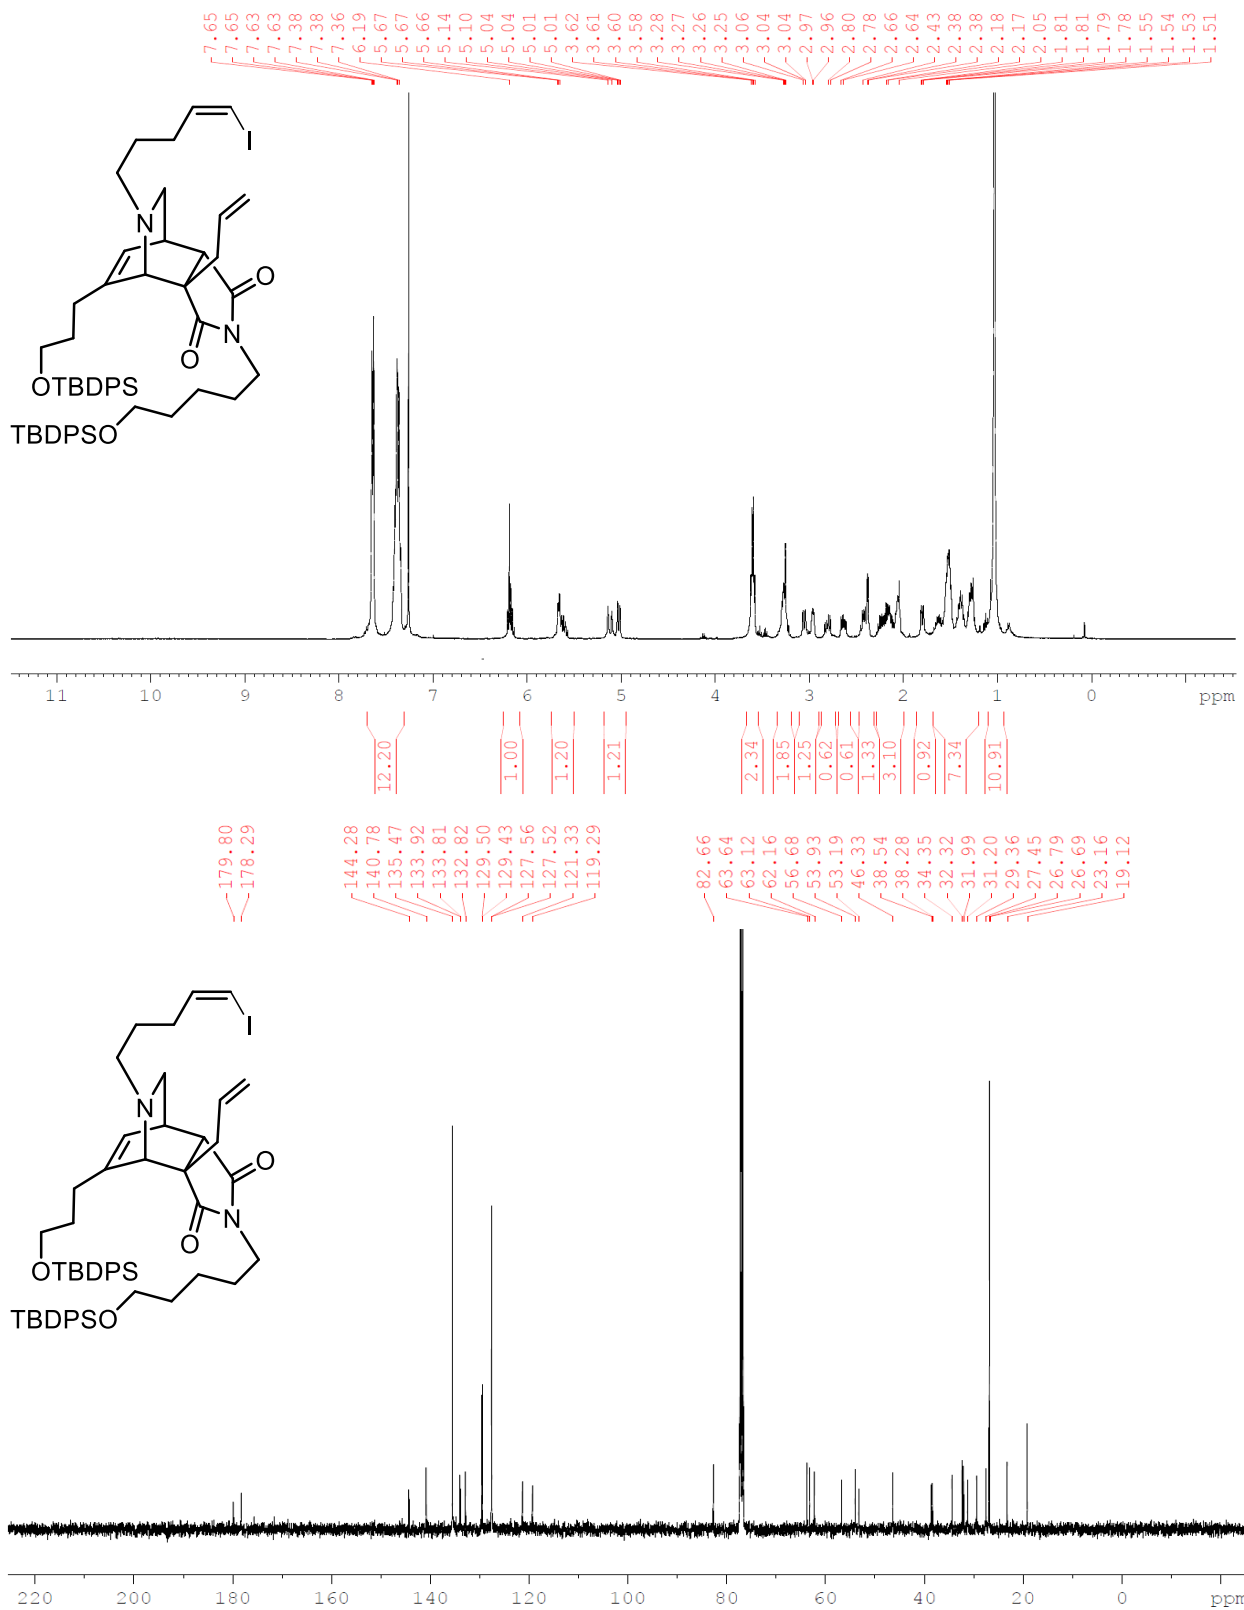 7.65 7.65 7.63 7.63 7.38 7.38 7.36 6.19 5.67 5.67 5.66 5.14 5.10 5.04 5.04 5.01 5.01 3.62 3.61 3.60 3.58 3.28 3.27 3.26 3.25 3.06 3.04 3.04 2.97 2.96 2.80 2.78 2.66 2.64 2.43 2.38 2.38 2.18 2.17 2.05 1.81 1.81 1.79 1.78 1.55 1.54 1.53 1.51
I
N
O
N
O
OTBDPS
TBDPSO
11 10 9 8 7 6 5 4 3 2 1 0 ppm
12.20 1.00 1.20 1.21 2.34 1.85 1.25 0.62 0.61 1.33 3.10 0.92 7.34 10.91
179.80 178.29 144.28 140.78 135.47 133.92 133.81 132.82 129.50 129.43 127.56 127.52 121.33 119.29 82.66 63.64 63.12 62.16 56.68 53.93 53.19 46.33 38.54 38.28 34.35 32.32 31.99 31.20 29.36 27.45 26.79 26.69 23.16 19.12
I
N
O
N
O
OTBDPS
TBDPSO
220 200 180 160 140 120 100 80 60 40 20 0 ppm